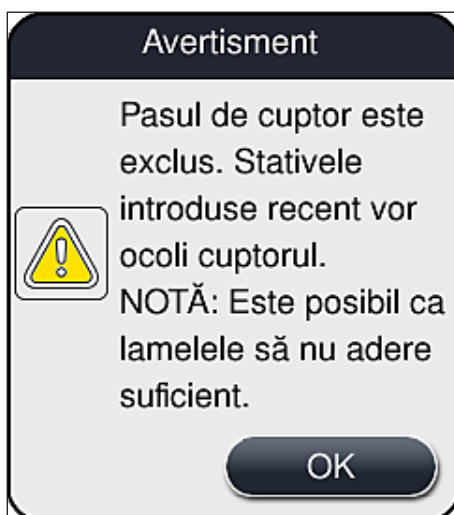 Avertisment
Pasul de cuptor este
exclus. Stativele
introduse recent vor
ocoli cuptorul.
NOTĂ: Este posibil ca
lamelele să nu adere
suficient.
OK